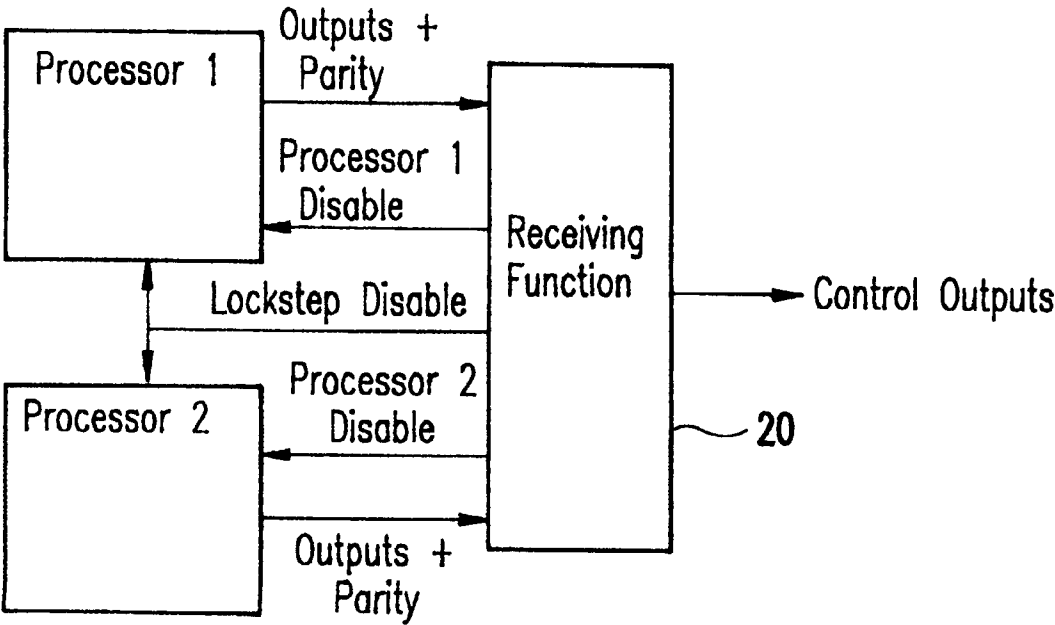 Processor 1
Outputs +
Parity
Processor 1
Disable
Receiving
Function
Lockstep Disable
Control Outputs
Processor 2
Processor 2
Disable
20
Outputs +
Parity